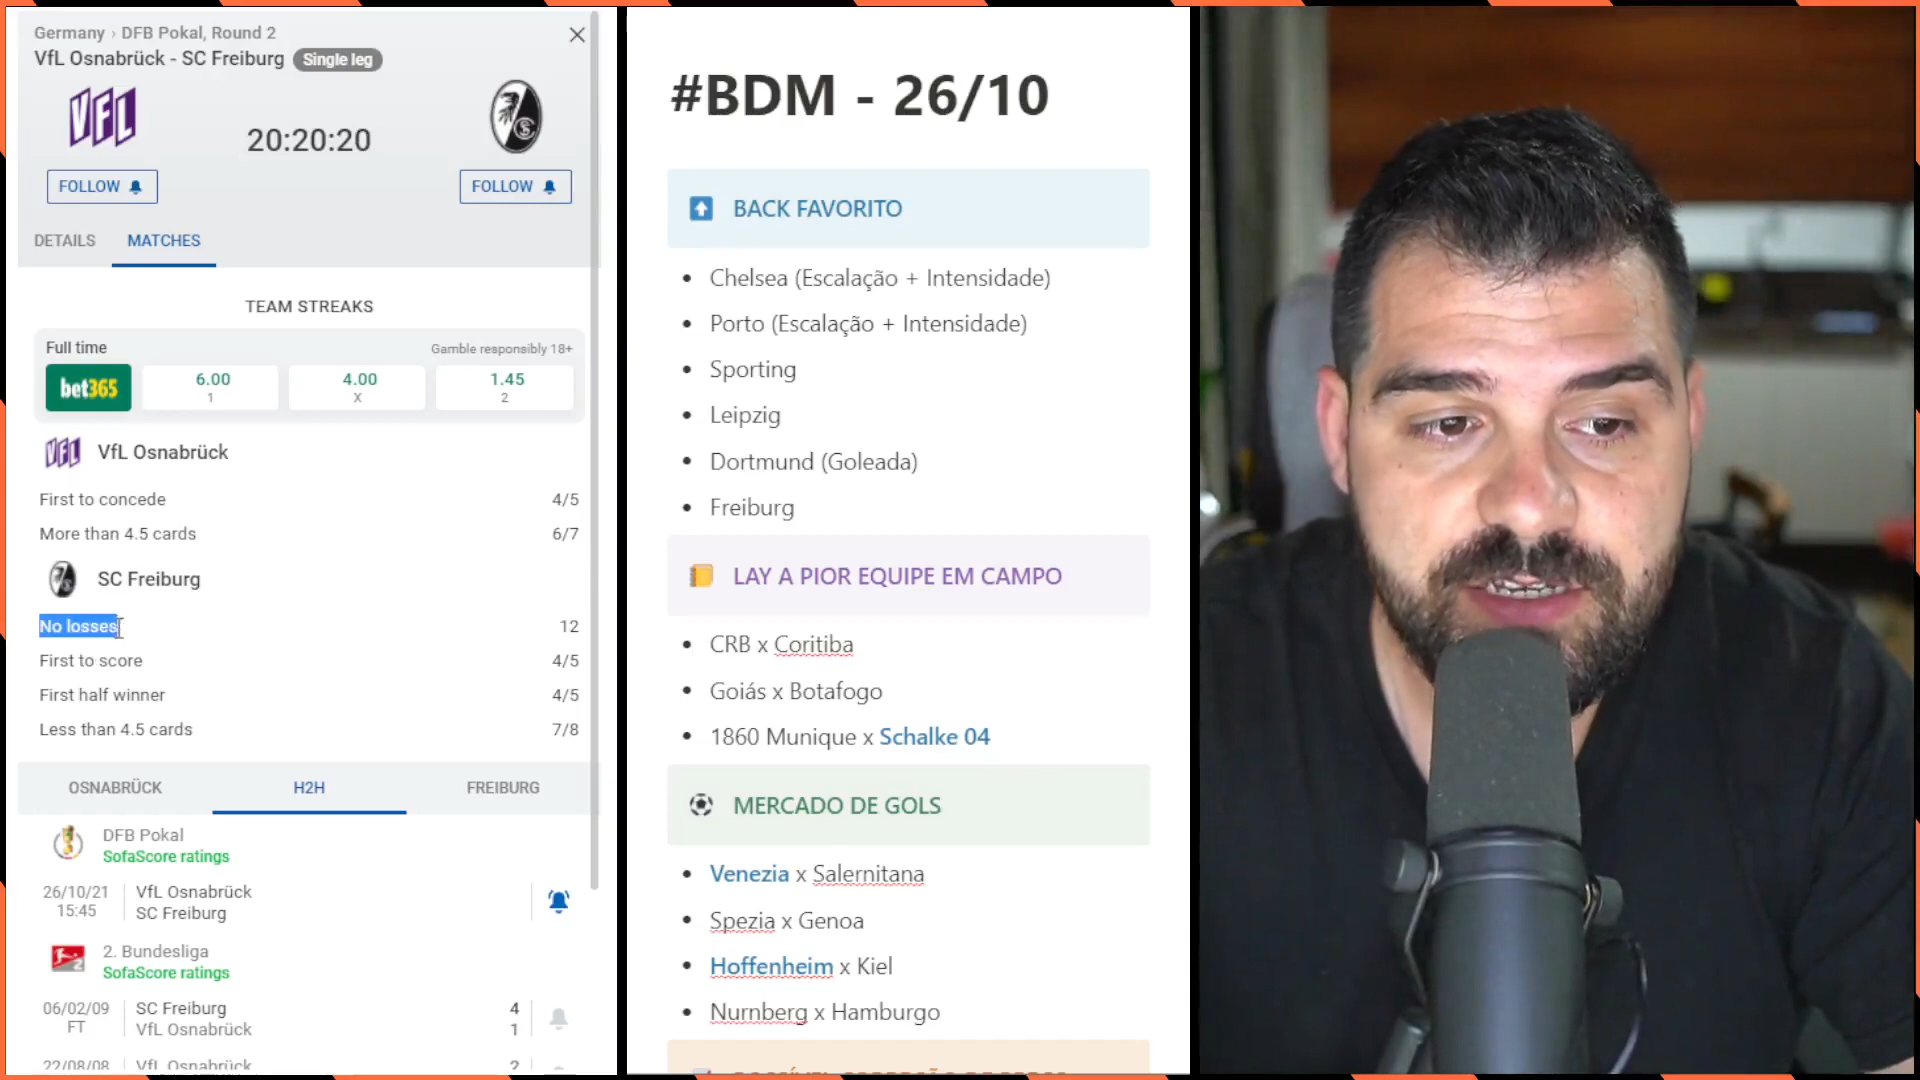 Germany › DFB Pokal, Round 2
VfL Osnabrück - SC Freiburg Single leg
VFL
20:20:20
FOLLOW
FOLLOW
DETAILS MATCHES
TEAM STREAKS
Full time
Gamble responsibly 18+
bet365
6.00 4.00 1.45
1 X 2
VfL Osnabrück
First to concede 4/5
More than 4.5 cards 6/7
SC Freiburg
No losses 12
First to score 4/5
First half winner 4/5
Less than 4.5 cards 7/8
OSNABRÜCK H2H FREIBURG
DFB Pokal
SofaScore ratings
26/10/21 VfL Osnabrück
15:45 SC Freiburg
2. Bundesliga
SofaScore ratings
06/02/09 SC Freiburg 4
FT VfL Osnabrück 1
22/08/08 VfL Osnabrück 2
#BDM - 26/10
BACK FAVORITO
• Chelsea (Escalação + Intensidade)
• Porto (Escalação + Intensidade)
• Sporting
• Leipzig
• Dortmund (Goleada)
• Freiburg
LAY A PIOR EQUIPE EM CAMPO
• CRB x Coritiba
• Goiás x Botafogo
• 1860 Munique x Schalke 04
MERCADO DE GOLS
• Venezia x Salernitana
• Spezia x Genoa
• Hoffenheim x Kiel
• Nurnberg x Hamburgo